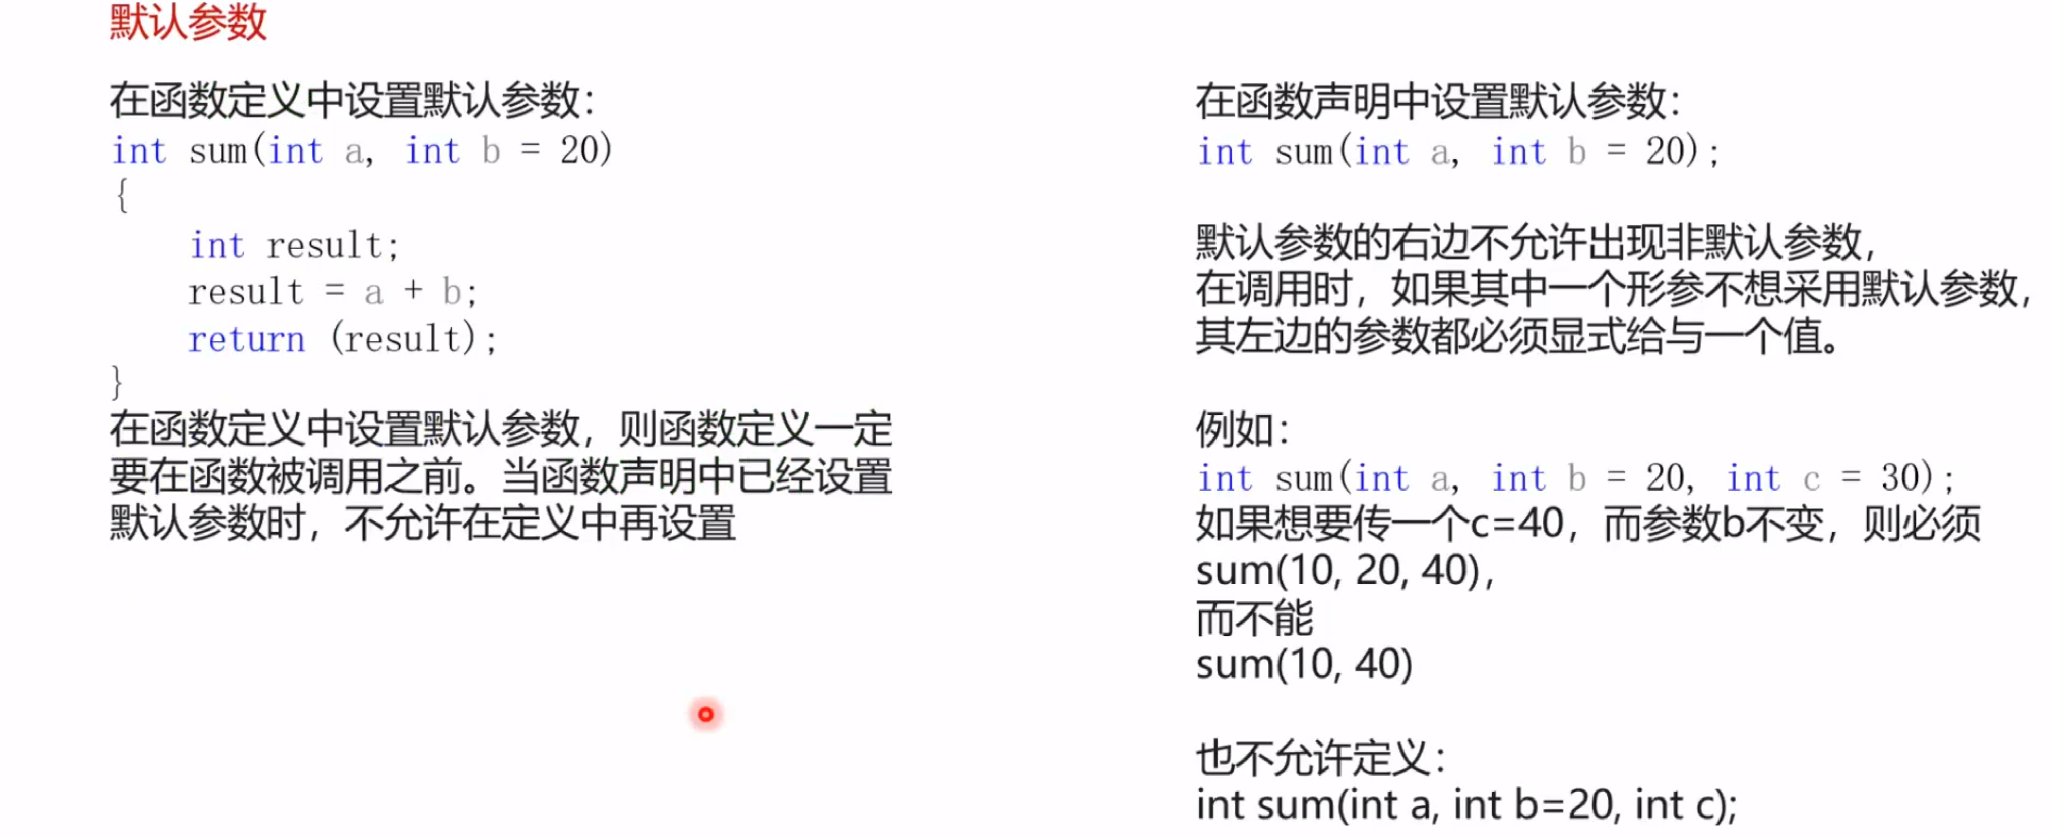 默认参数
在函数定义中设置默认参数：
int sum(int a, int b = 20)
{
int result;
result = a + b;
return (result);
}
在函数定义中设置默认参数，则函数定义一定
要在函数被调用之前。当函数声明中已经设置
默认参数时，不允许在定义中再设置
在函数声明中设置默认参数：
int sum(int a, int b = 20);
默认参数的右边不允许出现非默认参数，
在调用时，如果其中一个形参不想采用默认参数，
其左边的参数都必须显式给与一个值。
例如：
int sum(int a, int b = 20, int c = 30);
如果想要传一个c=40，而参数b不变，则必须
sum(10, 20, 40)，
而不能
sum(10, 40)
也不允许定义：
int sum(int a, int b=20, int c);